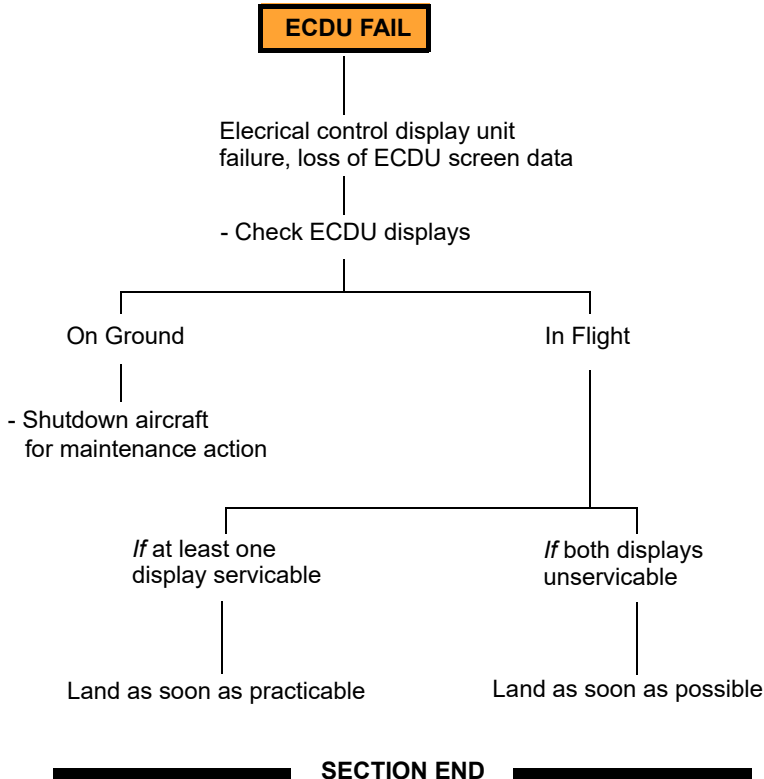 ECDU FAIL
Elecrical control display unit
failure, loss of ECDU screen data
- Check ECDU displays
On Ground
In Flight
- Shutdown aircraft
for maintenance action
If at least one
display servicable
If both displays
unservicable
Land as soon as practicable
Land as soon as possible
SECTION END